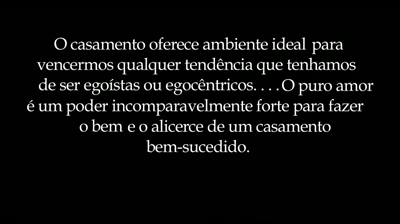 O casamento oferece ambiente ideal para
vencermos qualquer tendência que tenhamos
de ser egoístas ou egocêntricos. . . . O puro amor
é um poder incomparavelmente forte para fazer
o bem e o alicerce de um casamento
bem-sucedido.